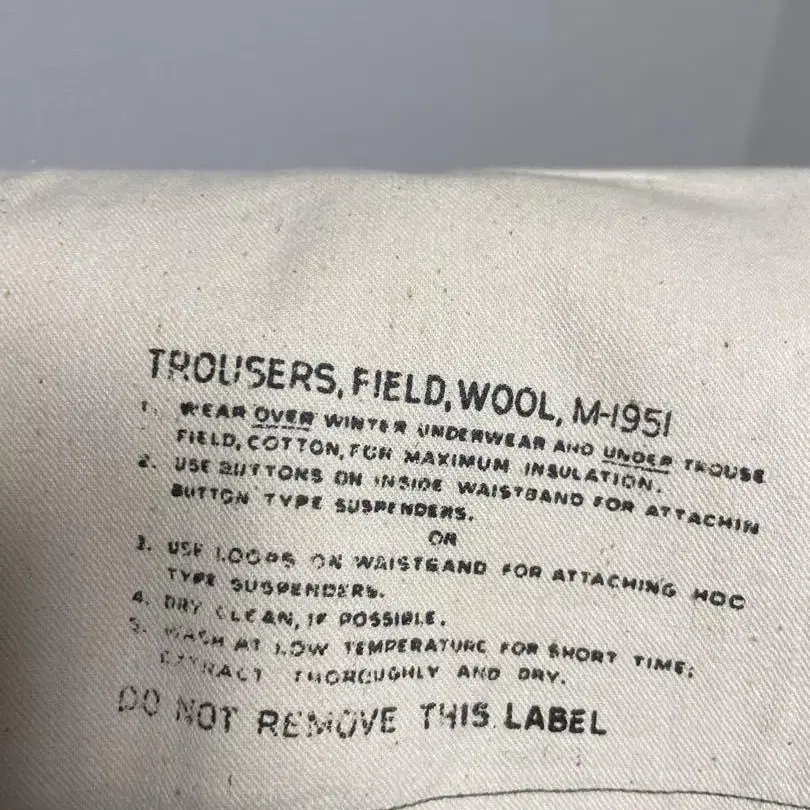 TROUSERS, FIELD, WOOL, M-1951
1. WEAR OVER WINTER UNDERWEAR AND UNDER TROUSE
FIELD, COTTON, FOR MAXIMUM INSULATION.
2. USE BUTTONS ON INSIDE WAISTBAND FOR ATTACHIN
BUTTON TYPE SUSPENDERS.
OR
3. USE LOOPS ON WAISTBAND FOR ATTACHING HOO
TYPE SUSPENDERS.
4. DRY CLEAN, IF POSSIBLE.
5. WASH AT LOW TEMPERATURE FOR SHORT TIME;
EXTRACT THOROUGHLY AND DRY.
DO NOT REMOVE THIS LABEL